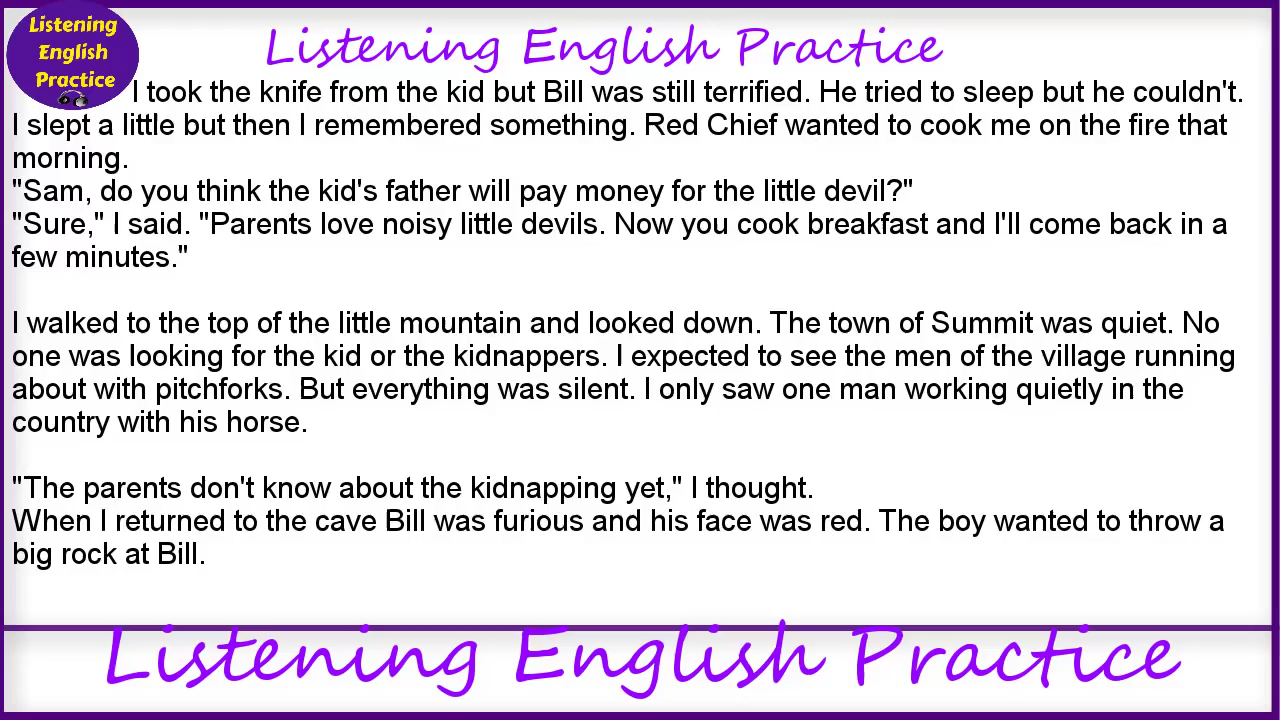 Listening
English
Practice
Listening English Practice
I took the knife from the kid but Bill was still terrified. He tried to sleep but he couldn't.
I slept a little but then I remembered something. Red Chief wanted to cook me on the fire that
morning.
"Sam, do you think the kid's father will pay money for the little devil?"
"Sure," I said. "Parents love noisy little devils. Now you cook breakfast and I'll come back in a
few minutes."
I walked to the top of the little mountain and looked down. The town of Summit was quiet. No
one was looking for the kid or the kidnappers. I expected to see the men of the village running
about with pitchforks. But everything was silent. I only saw one man working quietly in the
country with his horse.
"The parents don't know about the kidnapping yet," I thought.
When I returned to the cave Bill was furious and his face was red. The boy wanted to throw a
big rock at Bill.
Listening English Practice